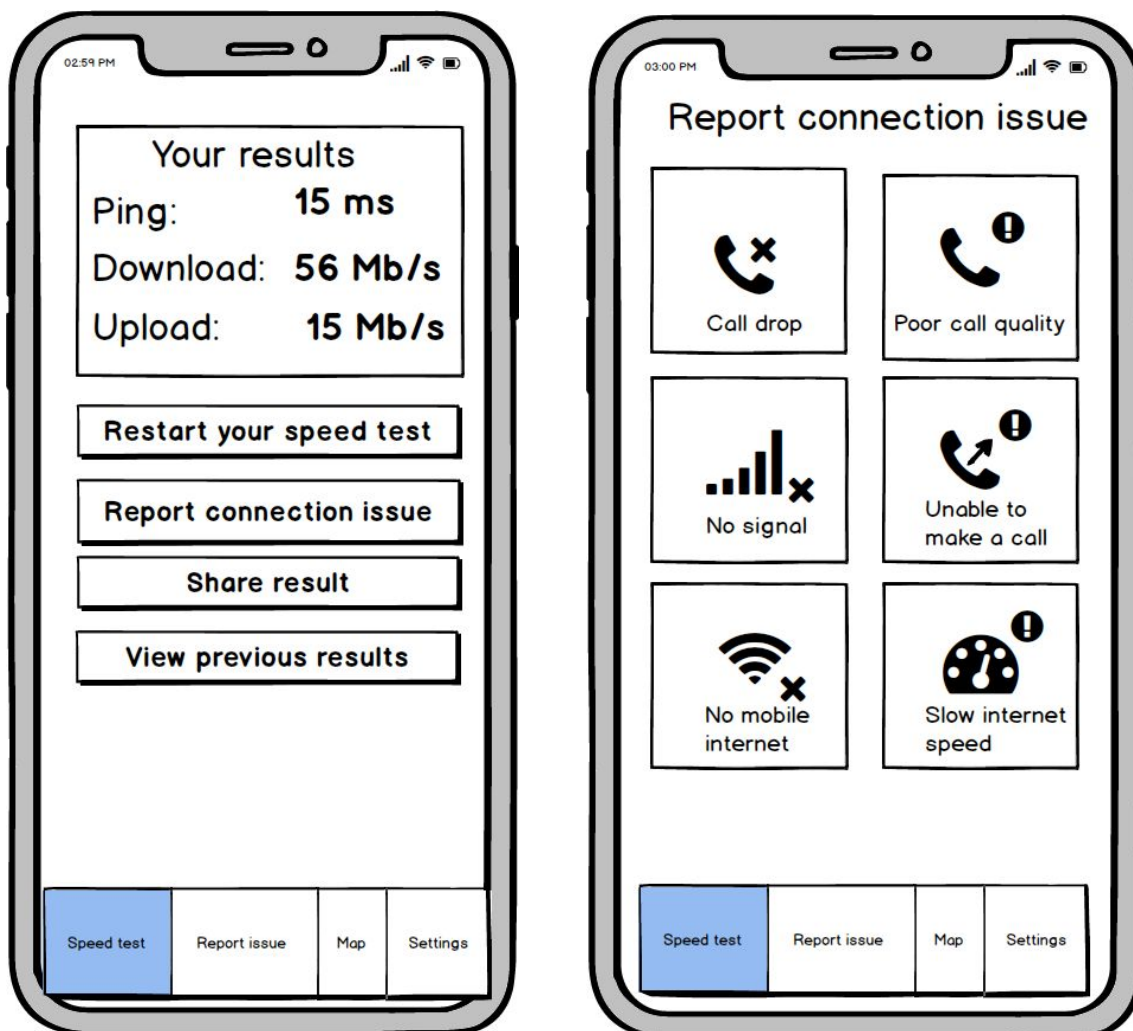 02:59 PM
Your results
Ping: 15 ms
Download: 56 Mb/s
Upload: 15 Mb/s
Restart your speed test
Report connection issue
Share result
View previous results
Speed test Report issue Map Settings
03:00 PM
Report connection issue
Call drop
Poor call quality
No signal
Unable to
make a call
No mobile
internet
Slow internet
speed
Speed test Report issue Map Settings